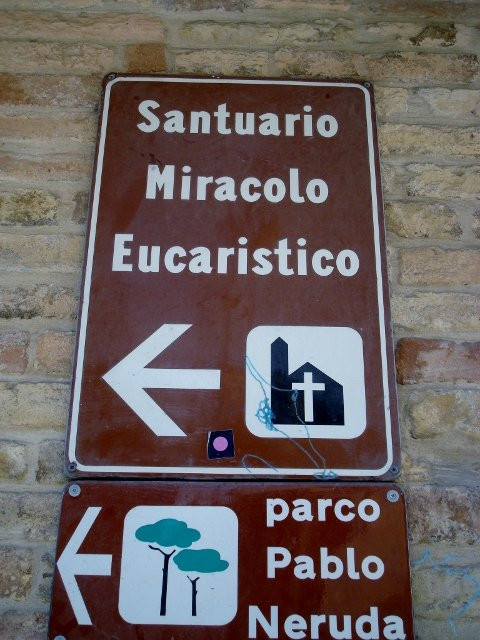 Santuario
Miracolo
Eucaristico
parco
Pablo
Neruda